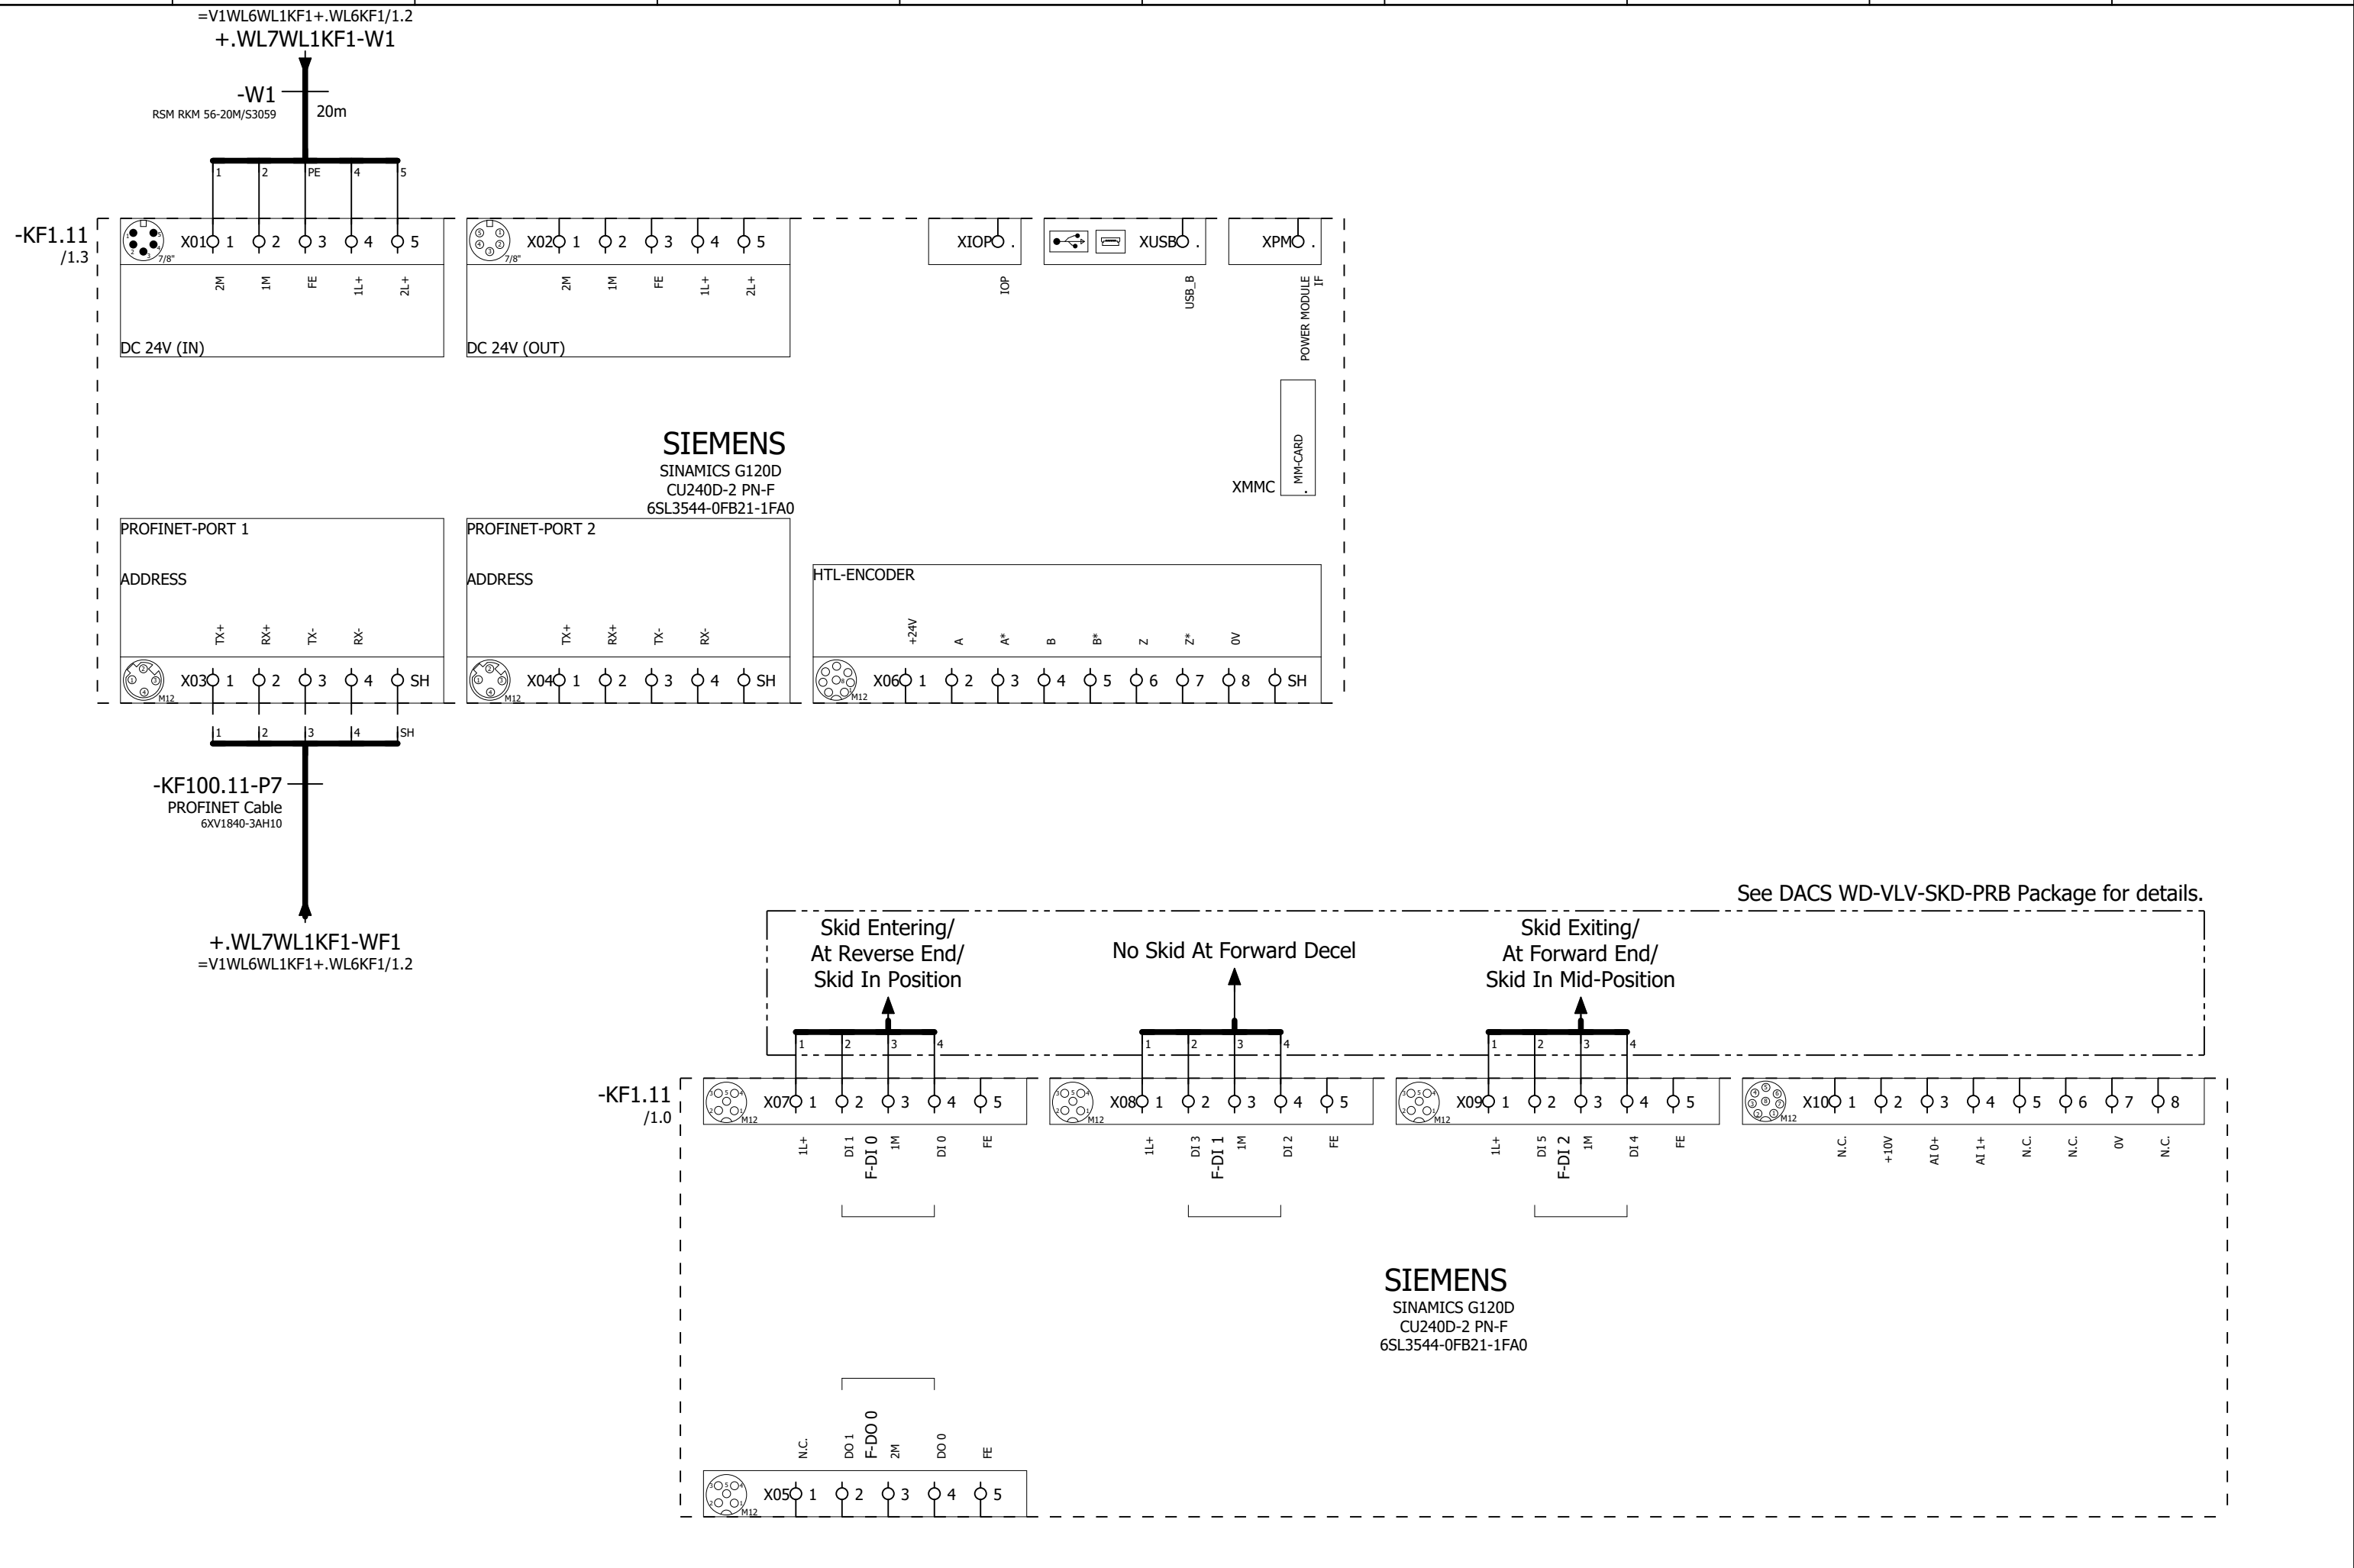 =V1WL6WL1KF1+.WL6KF1/1.2
+.WL7WL1KF1-W1
-W1
RSM RKM 56-20M/S3059
20m
1 2 PE 4 5
-KF1.11
/1.3
X01 1 2 3 4 5
7/8"
2M 1M FE 1L+ 2L+
DC 24V (IN)
X02 1 2 3 4 5
7/8"
2M 1M FE 1L+ 2L+
DC 24V (OUT)
XIOP .
IOP
XUSB .
USB_B
XPM .
POWER MODULE
IF
MM-CARD
XMMC .
SIEMENS
SINAMICS G120D
CU240D-2 PN-F
6SL3544-0FB21-1FA0
PROFINET-PORT 1
ADDRESS
TX+ RX+ TX- RX-
X03 1 2 3 4 SH
M12
PROFINET-PORT 2
ADDRESS
TX+ RX+ TX- RX-
X04 1 2 3 4 SH
M12
HTL-ENCODER
+24V A A* B B* Z Z* 0V
X06 1 2 3 4 5 6 7 8 SH
M12
1 2 3 4 SH
-KF100.11-P7
PROFINET Cable
6XV1840-3AH10
+.WL7WL1KF1-WF1
=V1WL6WL1KF1+.WL6KF1/1.2
See DACS WD-VLV-SKD-PRB Package for details.
Skid Entering/
At Reverse End/
Skid In Position
No Skid At Forward Decel
Skid Exiting/
At Forward End/
Skid In Mid-Position
1 2 3 4
1 2 3 4
1 2 3 4
-KF1.11
/1.0
X07 1 2 3 4 5
M12
1L+ DI 1 F-DI 0 1M DI 0 FE
X08 1 2 3 4 5
M12
1L+ DI 3 F-DI 1 1M DI 2 FE
X09 1 2 3 4 5
M12
1L+ DI 5 F-DI 2 1M DI 4 FE
X10 1 2 3 4 5 6 7 8
M12
N.C. +10V AI 0+ AI 1+ N.C. N.C. 0V N.C.
SIEMENS
SINAMICS G120D
CU240D-2 PN-F
6SL3544-0FB21-1FA0
N.C. DO 1 F-DO 0 2M DO 0 FE
X05 1 2 3 4 5
M12